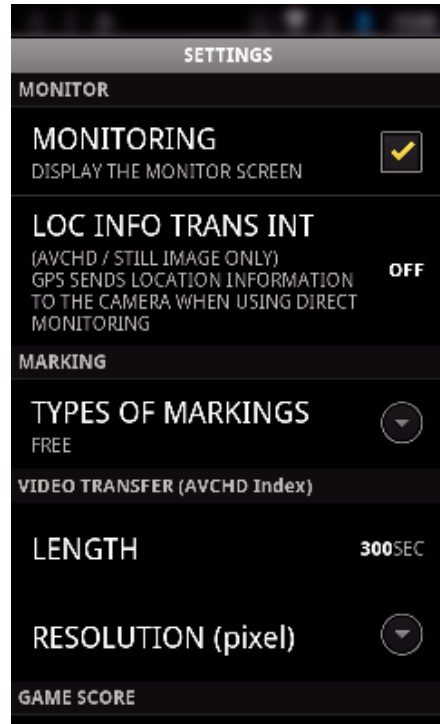 SETTINGS
MONITOR
MONITORING
DISPLAY THE MONITOR SCREEN
LOC INFO TRANS INT
(AVCHD / STILL IMAGE ONLY)
GPS SENDS LOCATION INFORMATION
TO THE CAMERA WHEN USING DIRECT
MONITORING
OFF
MARKING
TYPES OF MARKINGS
FREE
VIDEO TRANSFER (AVCHD Index)
LENGTH 300SEC
RESOLUTION (pixel)
GAME SCORE